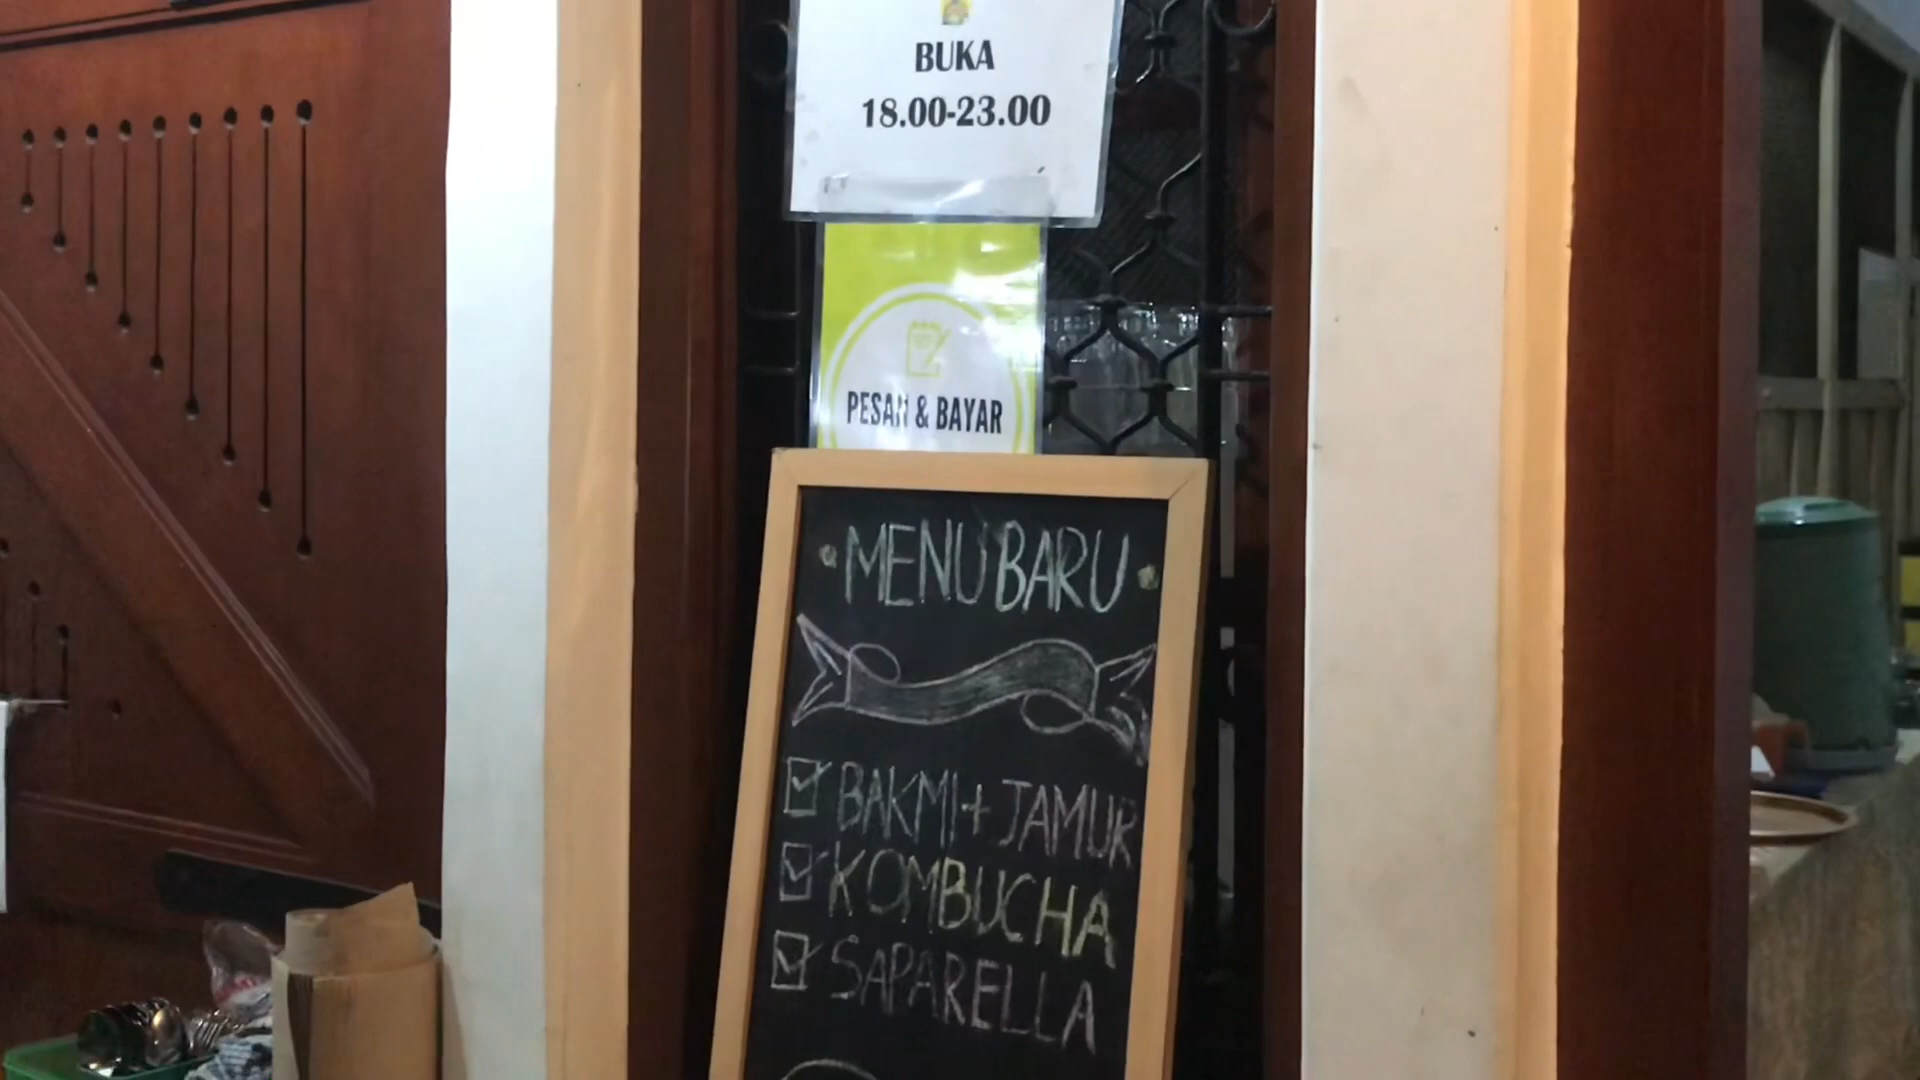 BUKA
18.00-23.00
PESAN & BAYAR
MENU BARU
BAKMI + JAMUR
KOMBUCHA
SAPARELLA